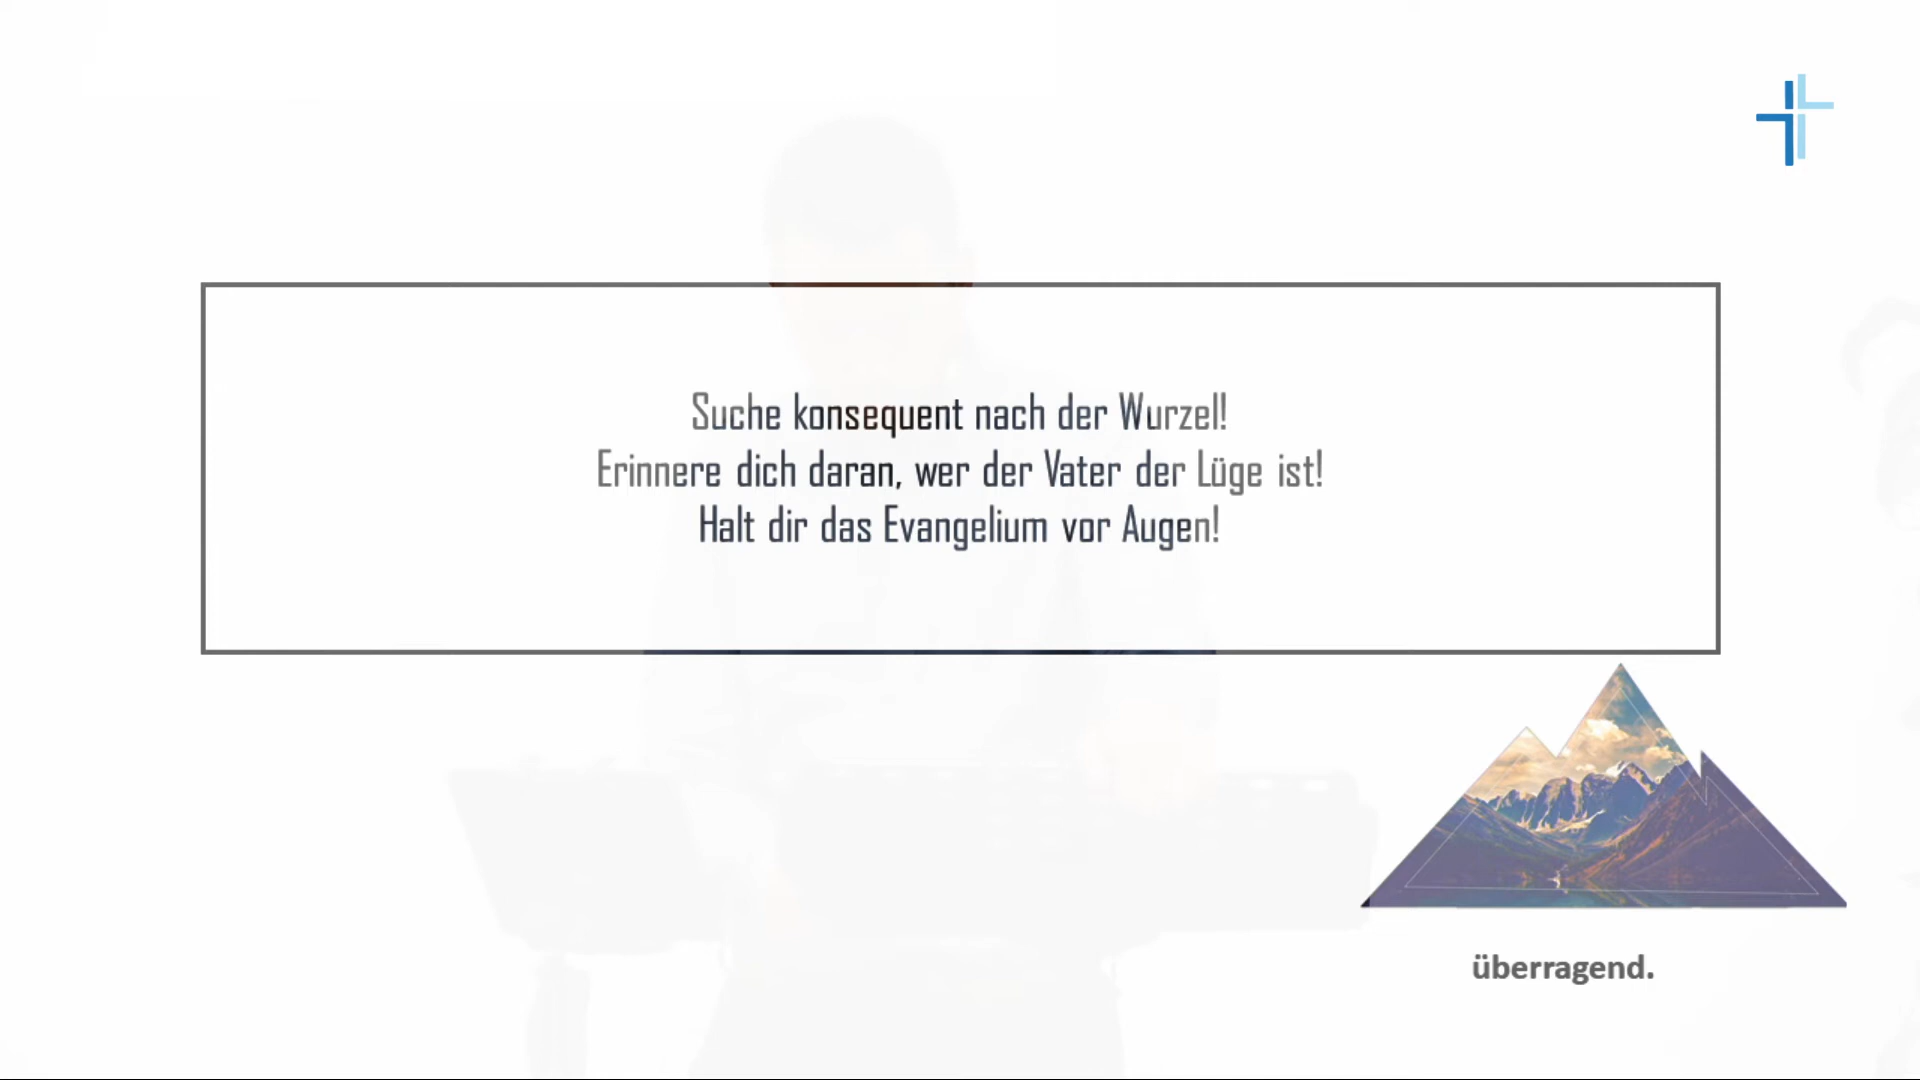 Suche konsequent nach der Wurzel!
Erinnere dich daran, wer der Vater der Lüge ist!
Halt dir das Evangelium vor Augen!
überragend.